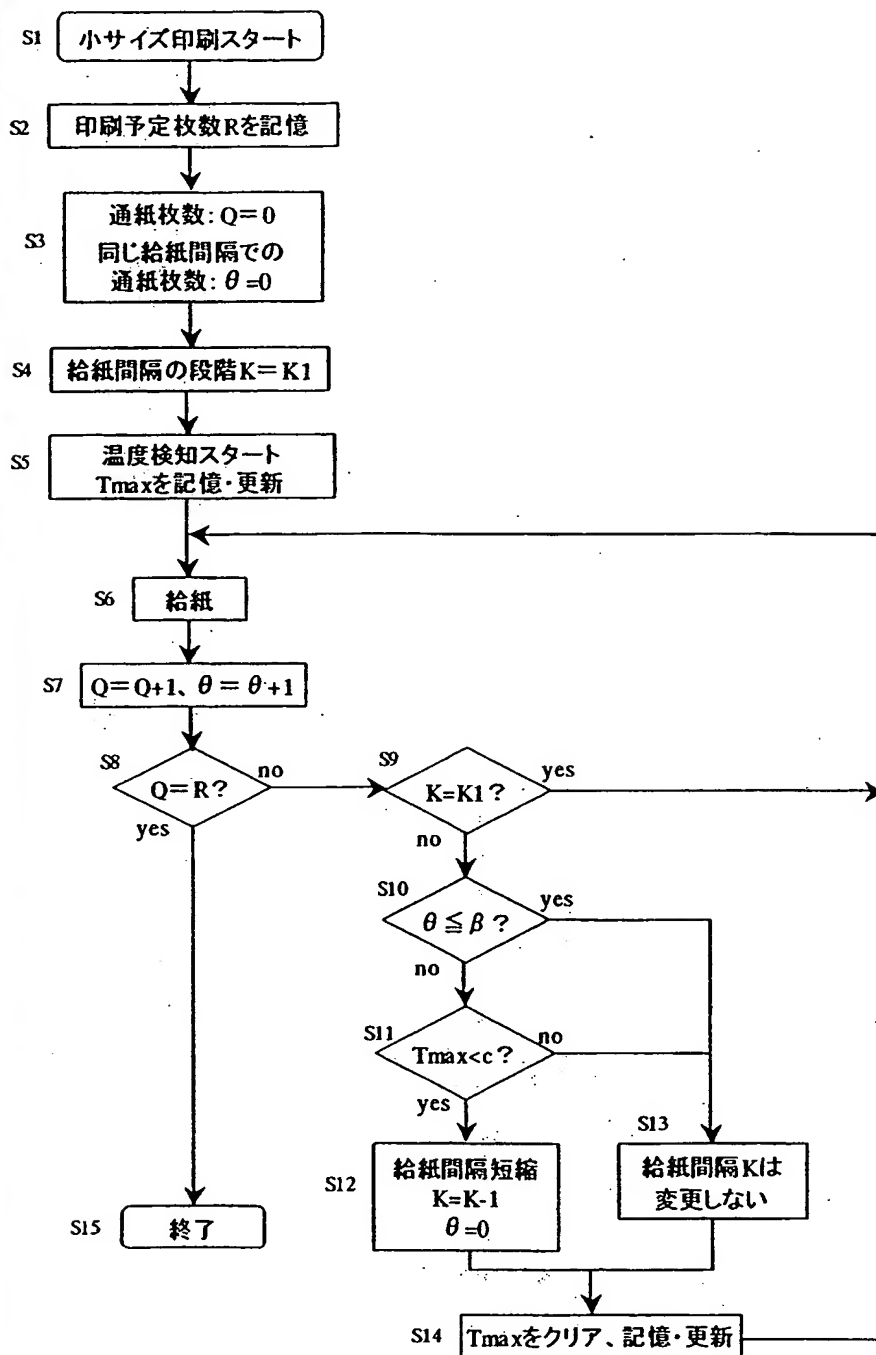 S1 小サイズ印刷スタート
S2 印刷予定枚数Rを記憶
S3 通紙枚数: Q=0
同じ給紙間隔での
通紙枚数: θ=0
S4 給紙間隔の段階K=K1
S5 温度検知スタート
Tmaxを記憶・更新
S6 給紙
S7 Q=Q+1、θ=θ+1
S8 Q=R?
no
yes
S9 K=K1?
yes
no
S10 θ≦β?
yes
no
S11 Tmax<c?
no
yes
S12 給紙間隔短縮
K=K-1
θ=0
S13 給紙間隔Kは
変更しない
S14 Tmaxをクリア、記憶・更新
S15 終了